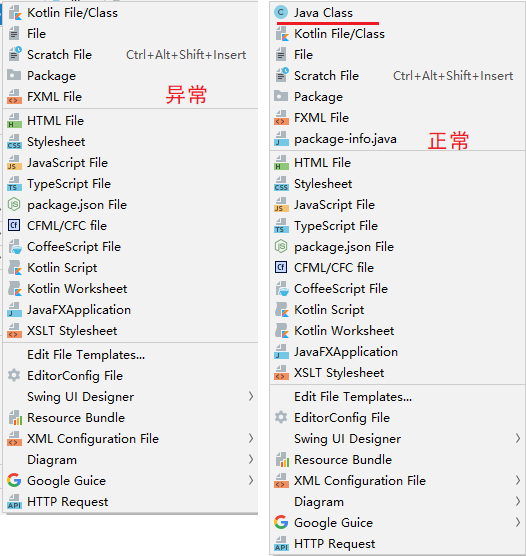 Kotlin File/Class
File
Scratch File Ctrl+Alt+Shift+Insert
Package
FXML File
异常
HTML File
Stylesheet
JavaScript File
TypeScript File
package.json File
CFML/CFC file
CoffeeScript File
Kotlin Script
Kotlin Worksheet
JavaFXApplication
XSLT Stylesheet
Edit File Templates...
EditorConfig File
Swing UI Designer
Resource Bundle
XML Configuration File
Diagram
Google Guice
HTTP Request
Java Class
Kotlin File/Class
File
Scratch File Ctrl+Alt+Shift+Insert
Package
FXML File
package-info.java
正常
HTML File
Stylesheet
JavaScript File
TypeScript File
package.json File
CFML/CFC file
CoffeeScript File
Kotlin Script
Kotlin Worksheet
JavaFXApplication
XSLT Stylesheet
Edit File Templates...
EditorConfig File
Swing UI Designer
Resource Bundle
XML Configuration File
Diagram
Google Guice
HTTP Request